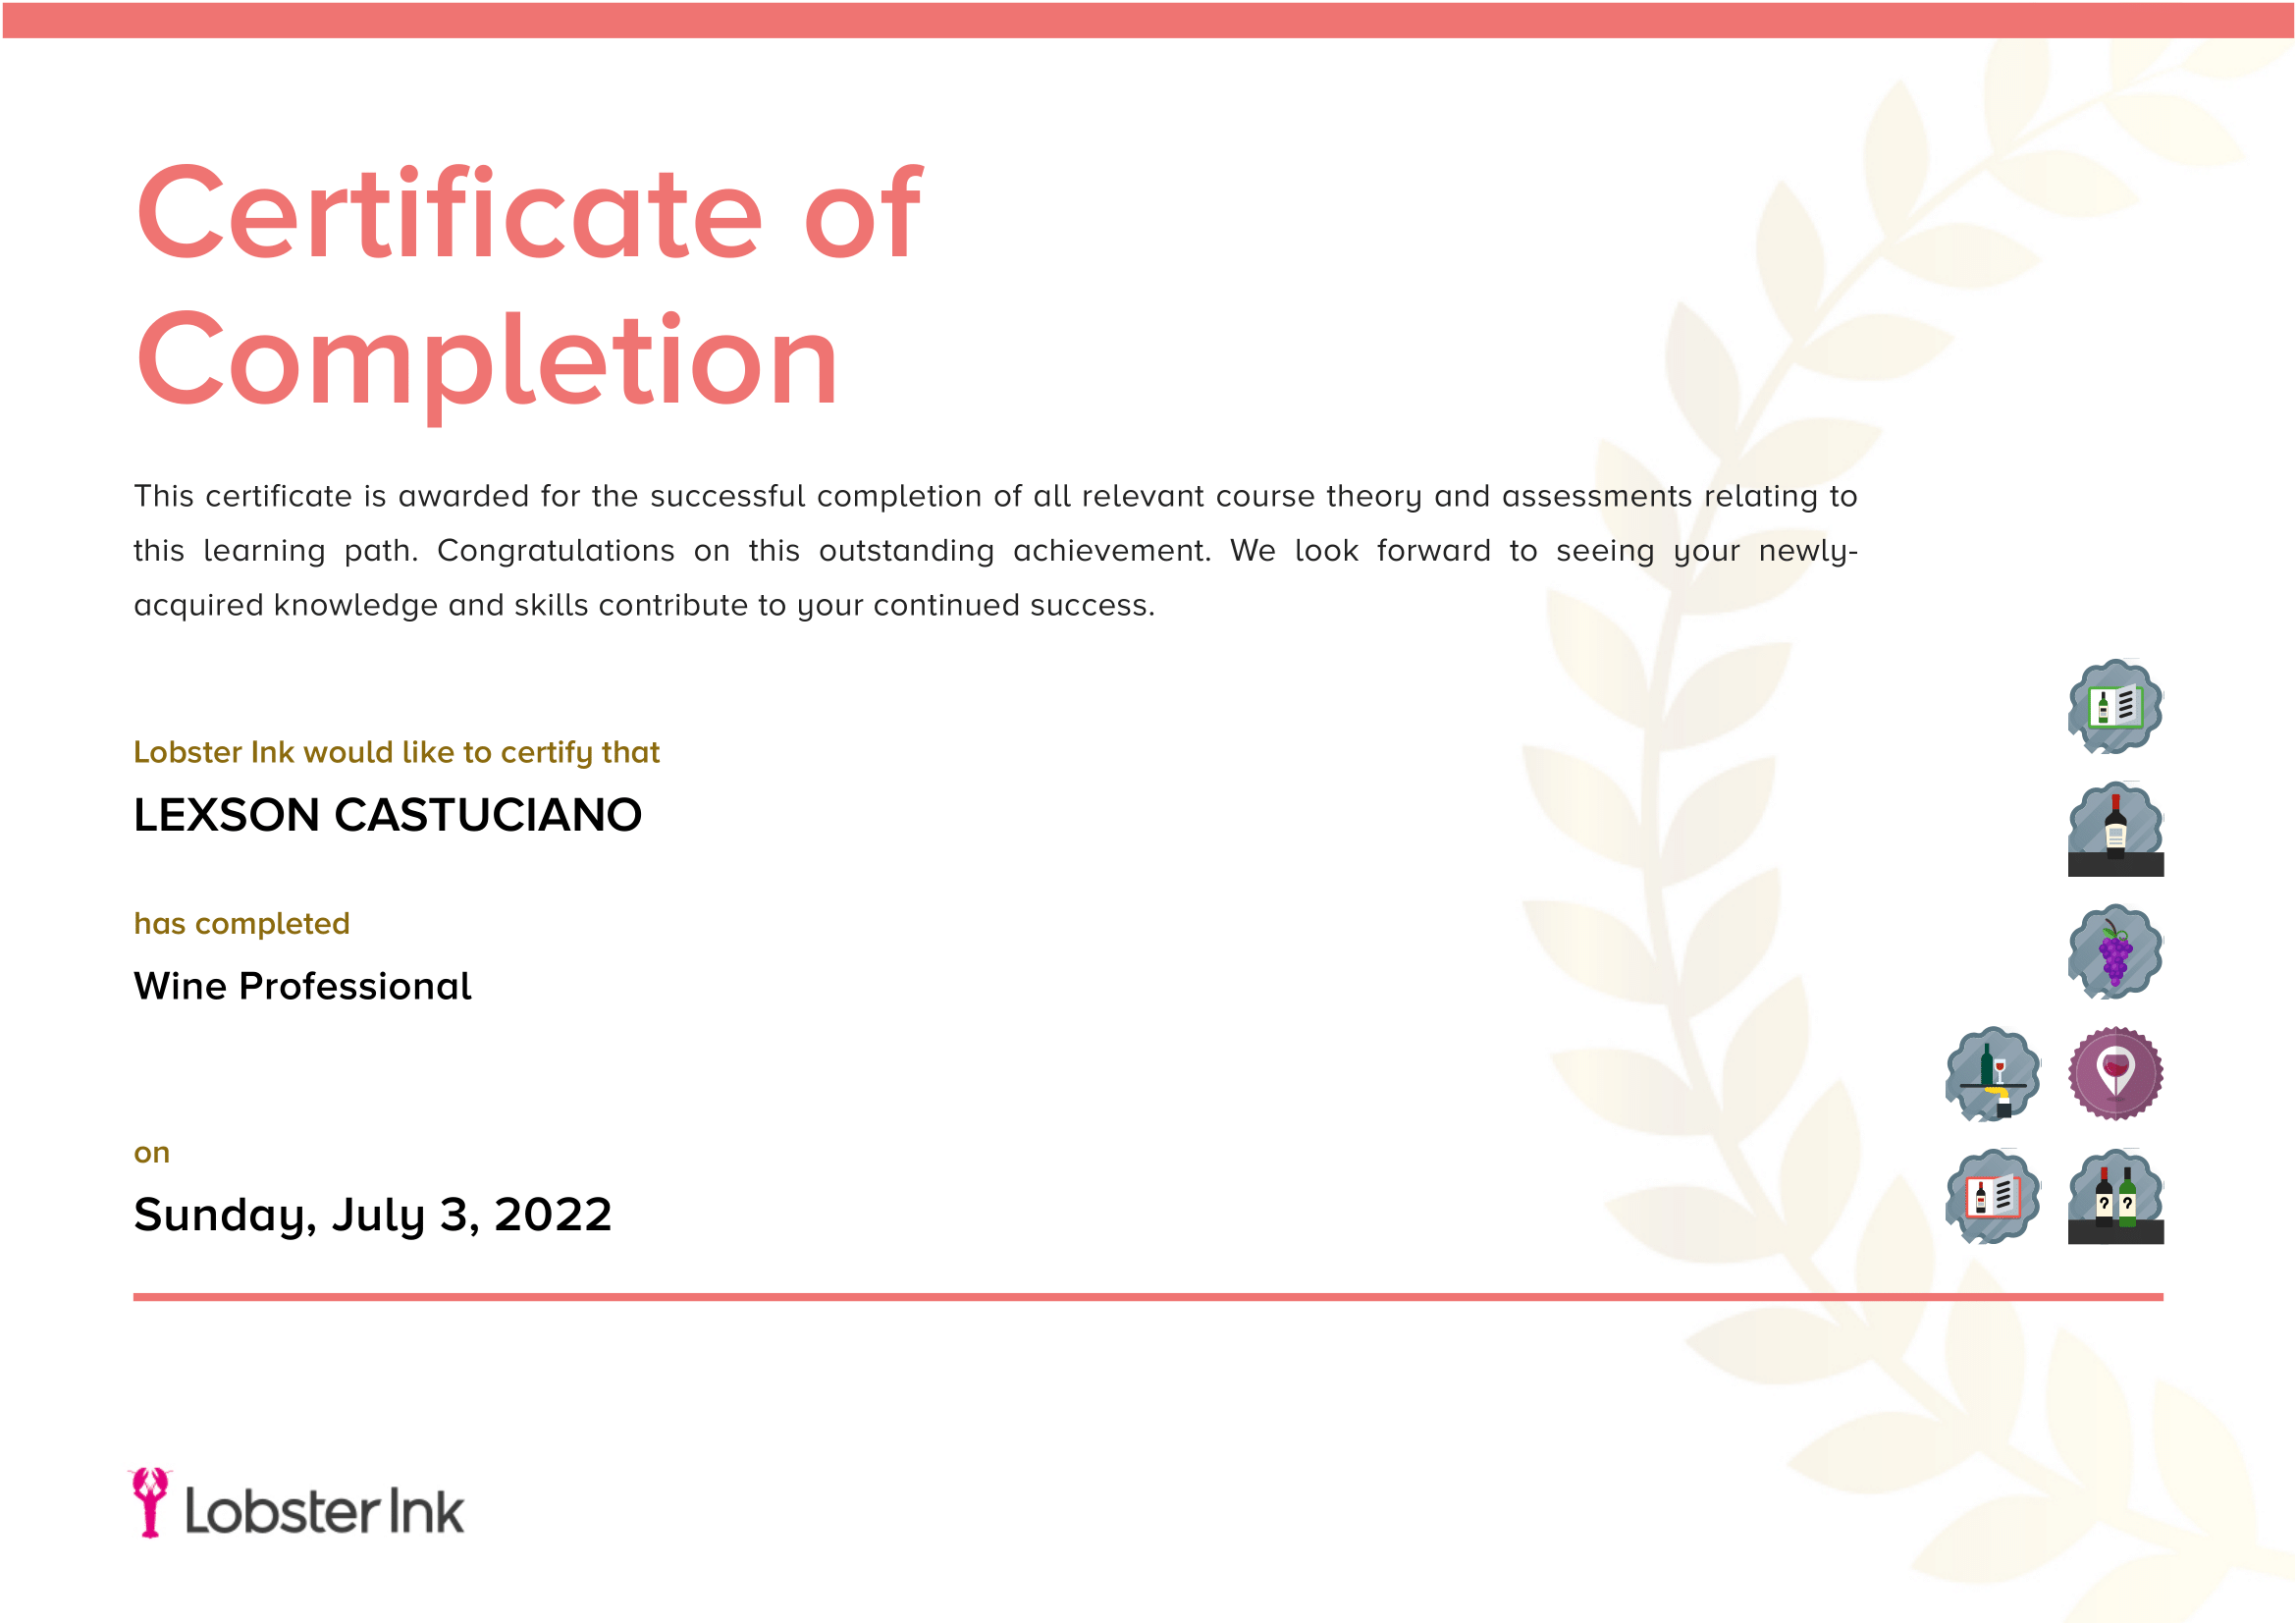 Certificate of
Completion
This certificate is awarded for the successful completion of all relevant course theory and assessments relating to
this learning path. Congratulations on this outstanding achievement. We look forward to seeing your newly-
acquired knowledge and skills contribute to your continued success.
Lobster Ink would like to certify that
LEXSON CASTUCIANO
has completed
Wine Professional
on
Sunday, July 3, 2022
? ?
Lobster Ink